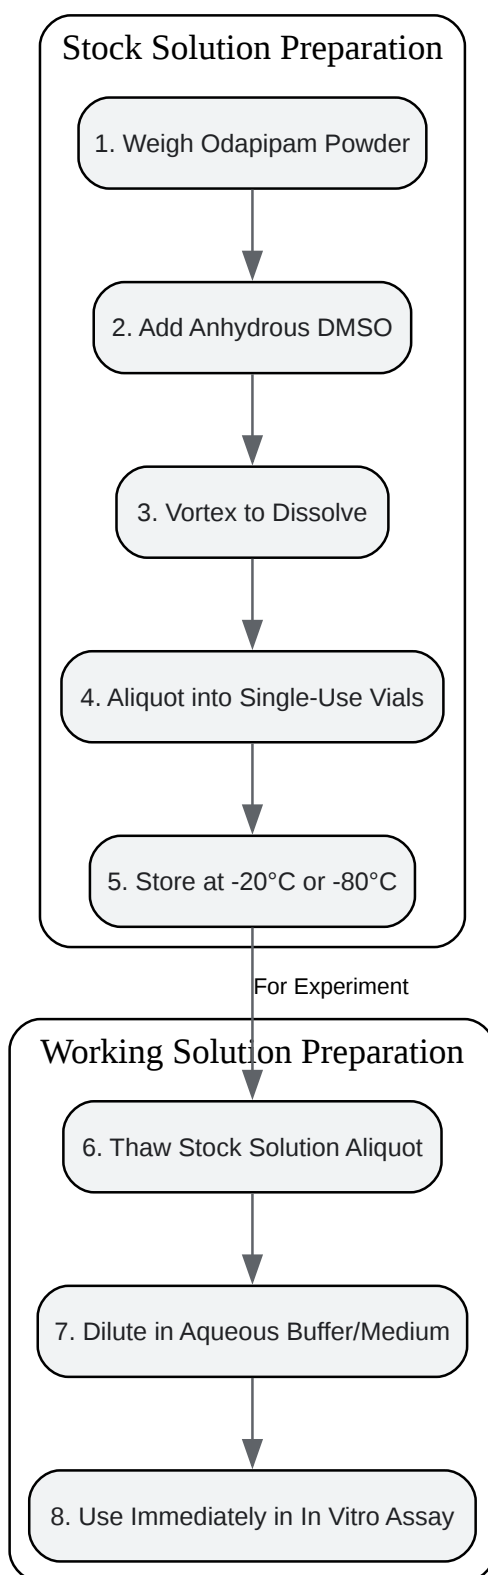 Stock Solution Preparation
1. Weigh Odapipam Powder
2. Add Anhydrous DMSO
3. Vortex to Dissolve
4. Aliquot into Single-Use Vials
5. Store at -20°C or -80°C
For Experiment
Working Solution Preparation
6. Thaw Stock Solution Aliquot
7. Dilute in Aqueous Buffer/Medium
8. Use Immediately in In Vitro Assay